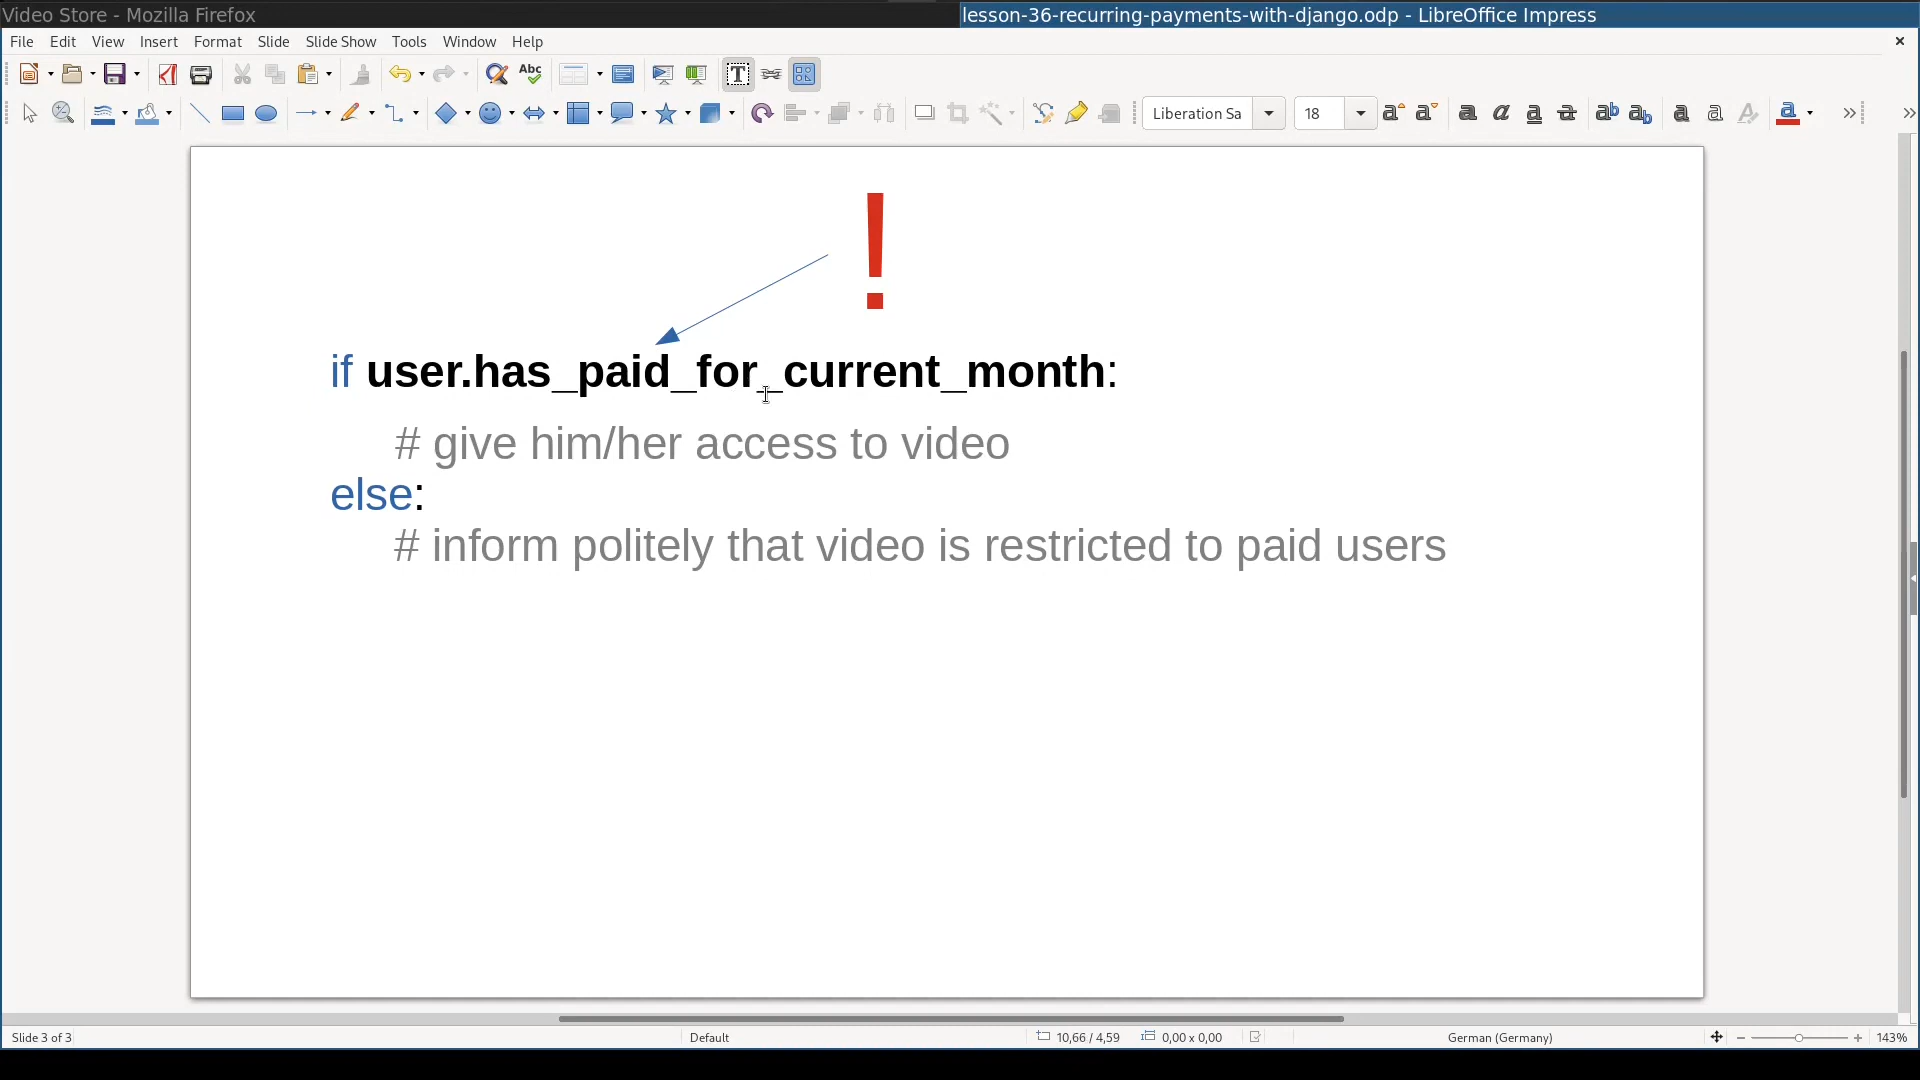 Video Store - Mozilla Firefox
lesson-36-recurring-payments-with-django.odp - LibreOffice Impress
File Edit View Insert Format Slide Slide Show Tools Window Help
Abc
T
Liberation Sa 18
!
if user.has_paid_for_current_month:
# give him/her access to video
else:
# inform politely that video is restricted to paid users
Slide 3 of 3 Default 10,66 / 4,59 0,00 x 0,00 German (Germany) 143%